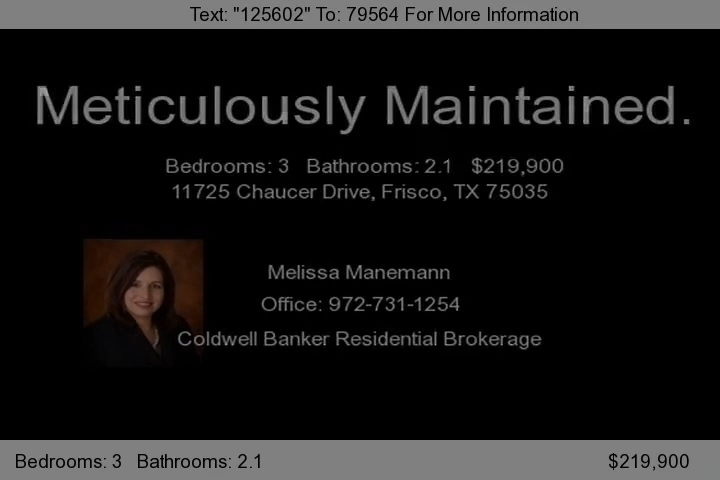 Text: "125602" To: 79564 For More Information
Meticulously Maintained.
Bedrooms: 3 Bathrooms: 2.1 $219,900
11725 Chaucer Drive, Frisco, TX 75035
Melissa Manemann
Office: 972-731-1254
Coldwell Banker Residential Brokerage
Bedrooms: 3 Bathrooms: 2.1 $219,900